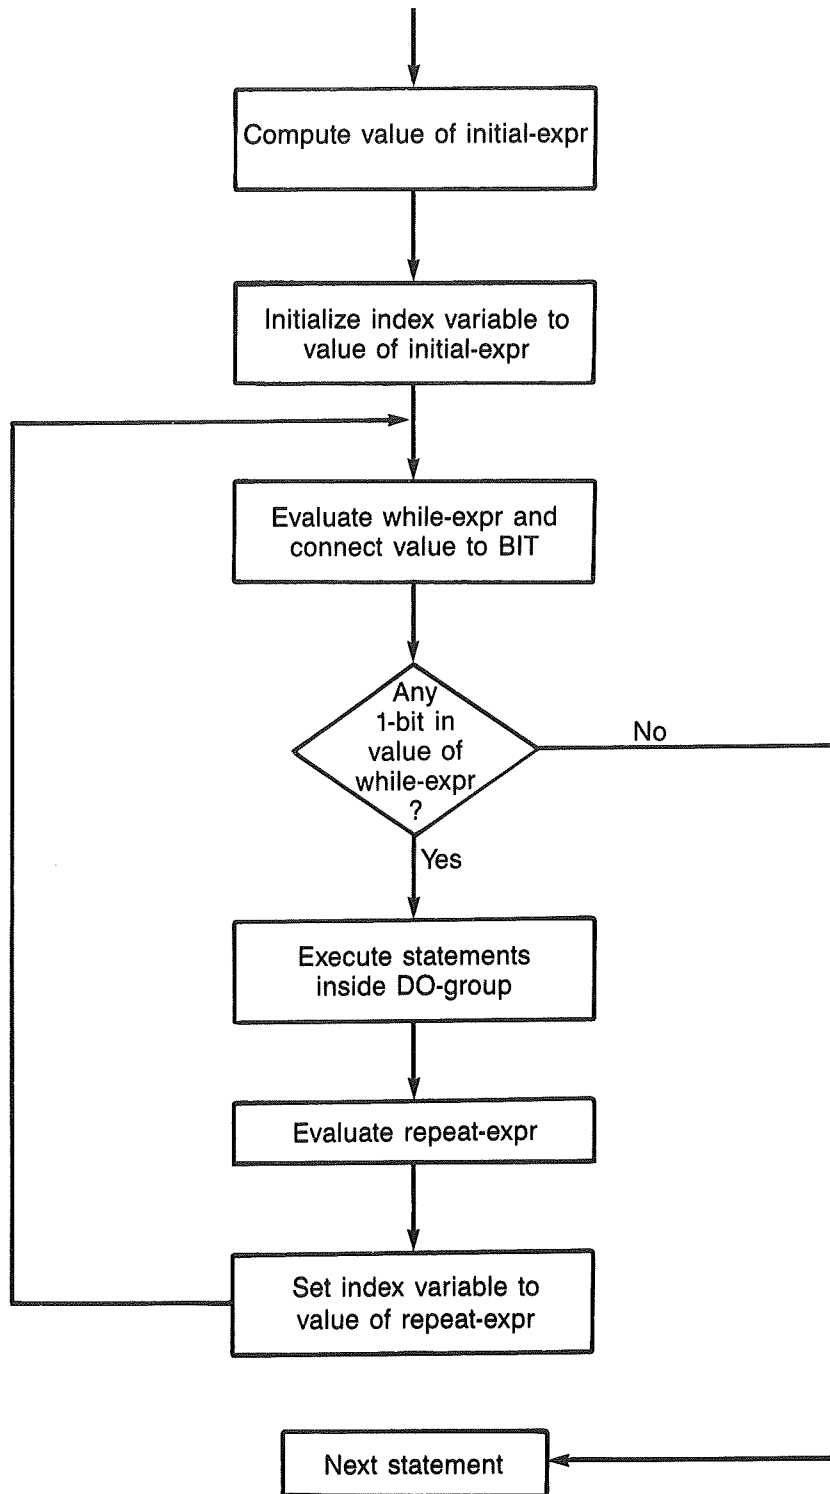 Compute value of initial-expr
Initialize index variable to
value of initial-expr
Evaluate while-expr and
connect value to BIT
Any
1-bit in
value of
while-expr
?
No
Yes
Execute statements
inside DO-group
Evaluate repeat-expr
Set index variable to
value of repeat-expr
Next statement